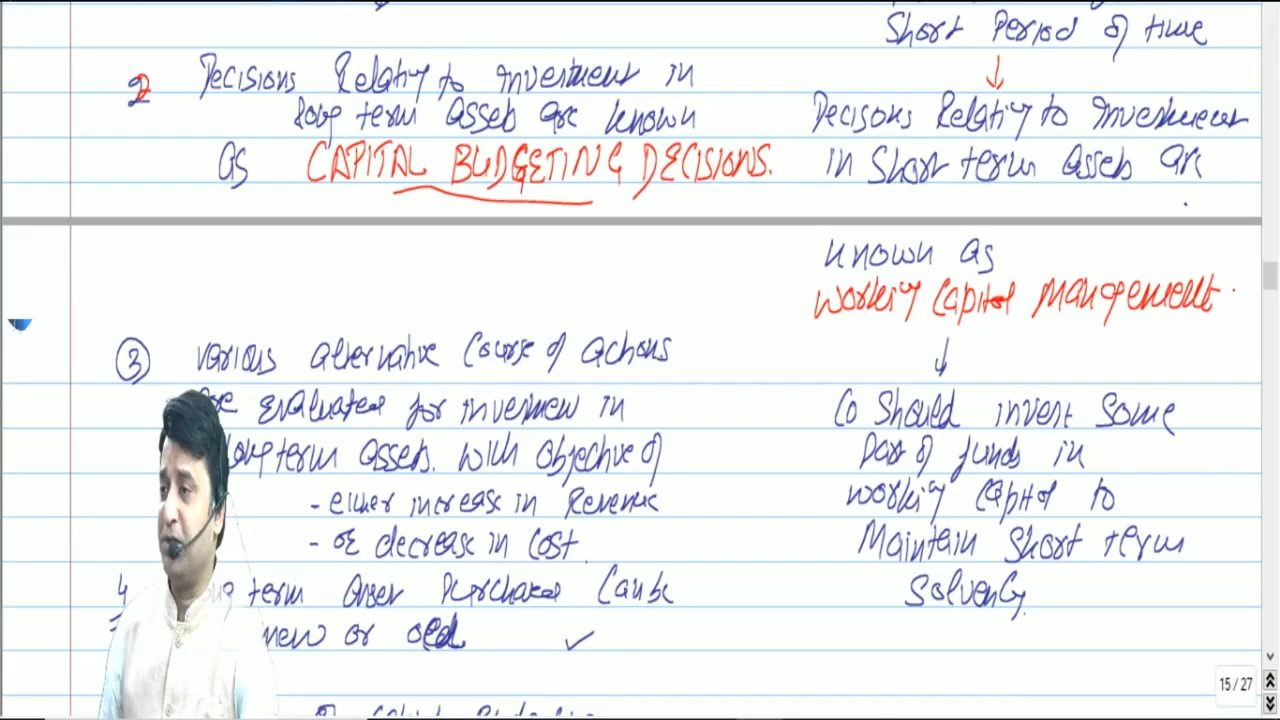 Short Period of time
↓
2 Decisions Relating to Investment in
long term assets are known
as CAPITAL BUDGETING DECISIONS.
Decisions Relating to Investment
in Short term assets are
known as
Working Capital Management.
↓
③ various alternative Course of actions
are evaluated for investment in
long term assets. with objective of
- either increase in Revenue
- or decrease in Cost.
Co Should invest Some
Part of funds in
working Capital to
Maintain Short term
Solvency.
4 term asset Purchased Can be
new or old ✓
15 / 27